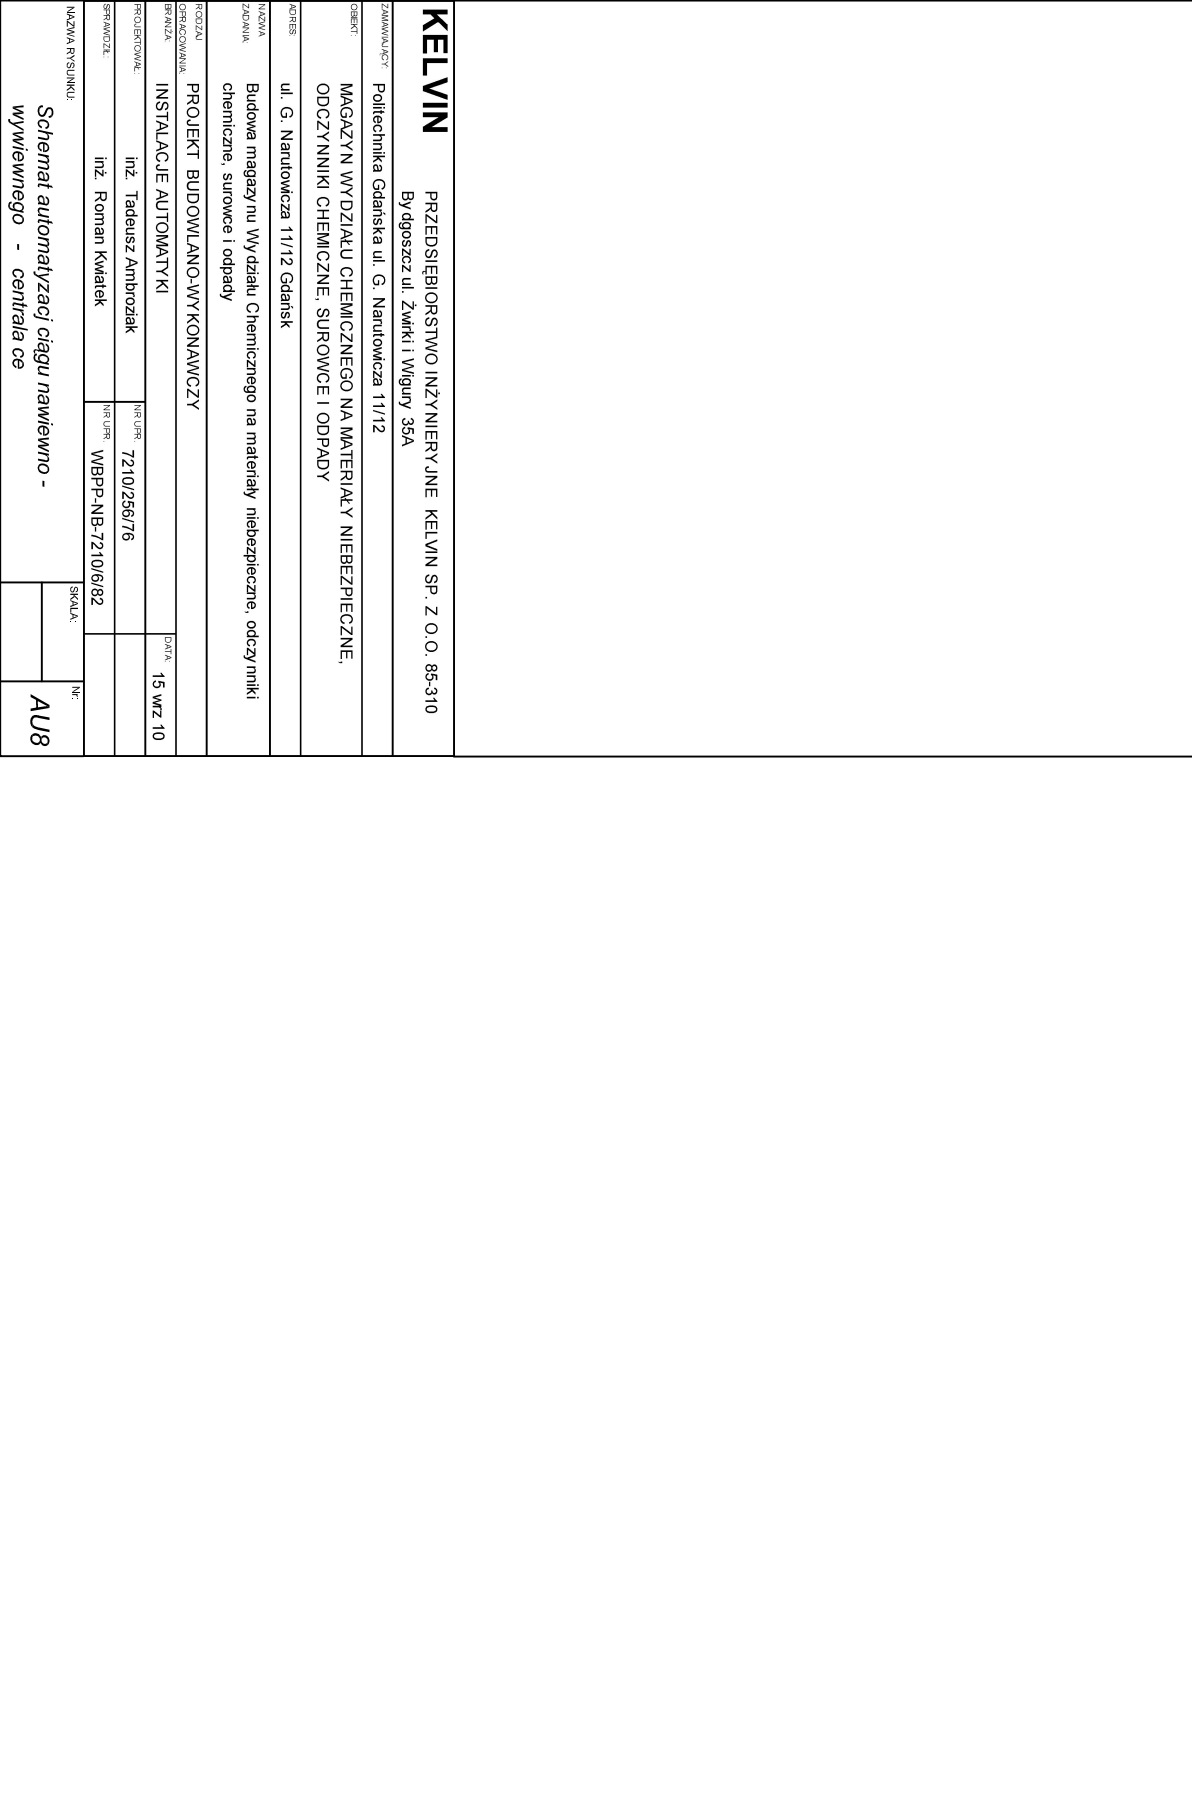 KELVIN
PRZEDSIĘBIORSTWO INŻYNIERYJNE KELVIN SP. Z O.O. 85-310
Bydgoszcz ul. Żwirki i Wigury 35A
ZAMAWIAJĄCY: Politechnika Gdańska ul. G. Narutowicza 11/12
OBIEKT: MAGAZYN WYDZIAŁU CHEMICZNEGO NA MATERIAŁY NIEBEZPIECZNE,
ODCZYNNIKI CHEMICZNE, SUROWCE I ODPADY
ADRES: ul. G. Narutowicza 11/12 Gdańsk
NAZWA
ZADANIA:
Budowa magazynu Wydziału Chemicznego na materiały niebezpieczne, odczynniki
chemiczne, surowce i odpady
RODZAJ
OPRACOWANIA: PROJEKT BUDOWLANO-WYKONAWCZY
BRANŻA: INSTALACJE AUTOMATYKI
DATA: 15 wrz 10
PROJEKTOWAŁ: inż. Tadeusz Ambroziak NR UPR. 7210/256/76
SPRAWDZIŁ: inż. Roman Kwiatek NR UPR. WBPP-NB-7210/6/82
NAZWA RYSUNKU:
Schemat automatyzacj ciągu nawiewno -
wywiewnego - centrala ce
SKALA:
Nr:
AU8